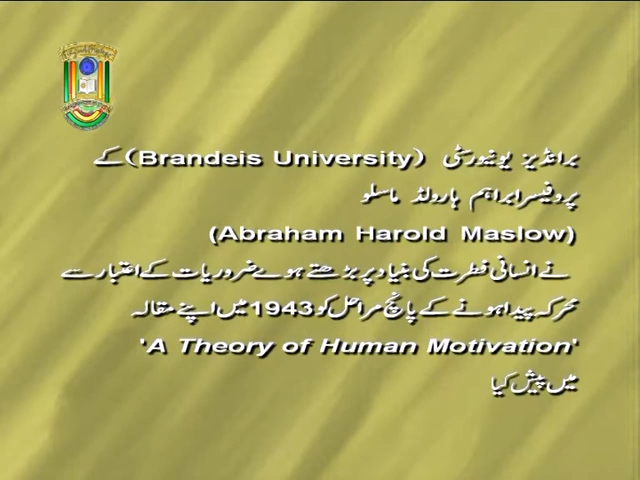 برانڈیز یونیورسٹی (Brandeis University) کے
پروفیسر ابراہم ہارولڈ ماسلو
(Abraham Harold Maslow)
نے انسانی فطرت کی بنیاد پر بڑھتے ہوے ضروریات کے اعتبار سے
محرکہ پیدا ہونے کے پانچ مراحل کو 1943 میں اپنے مقالہ
'A Theory of Human Motivation'
میں پیش کیا